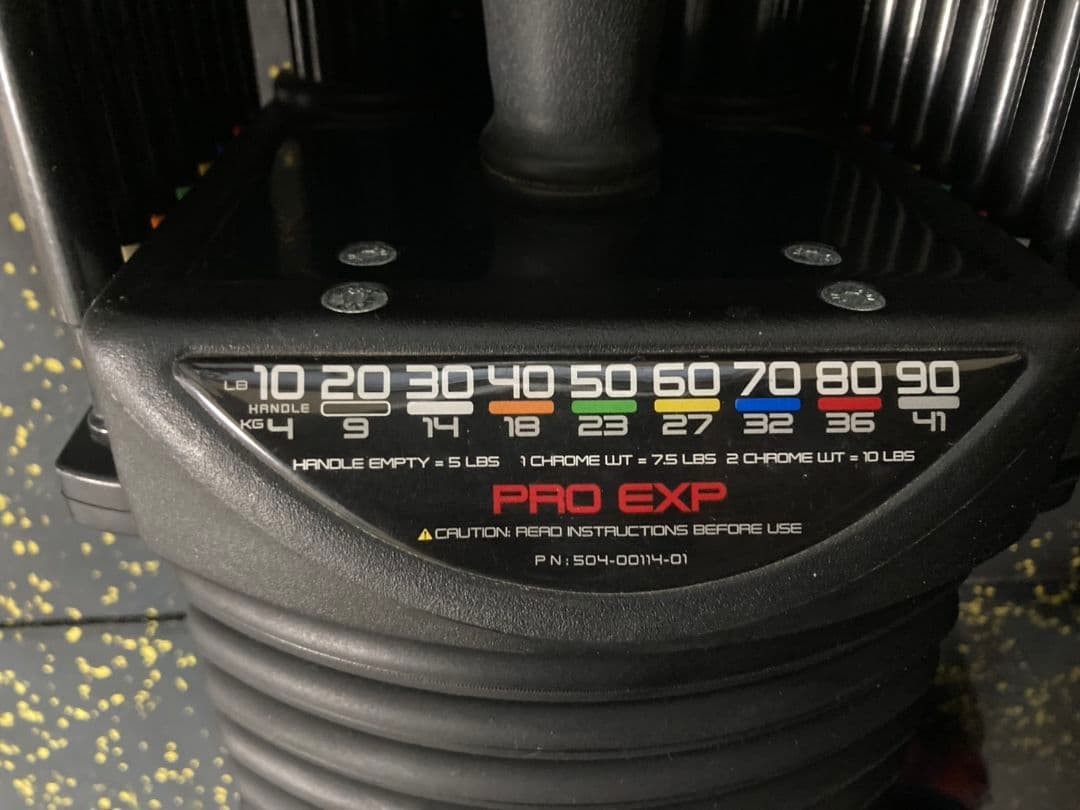 LB 10 20 30 40 50 60 70 80 90
HANDLE
KG 4 9 14 18 23 27 32 36 41
HANDLE EMPTY = 5 LBS 1 CHROME WT = 7.5 LBS 2 CHROME WT = 10 LBS
PRO EXP
CAUTION: READ INSTRUCTIONS BEFORE USE
PN: 504-00114-01